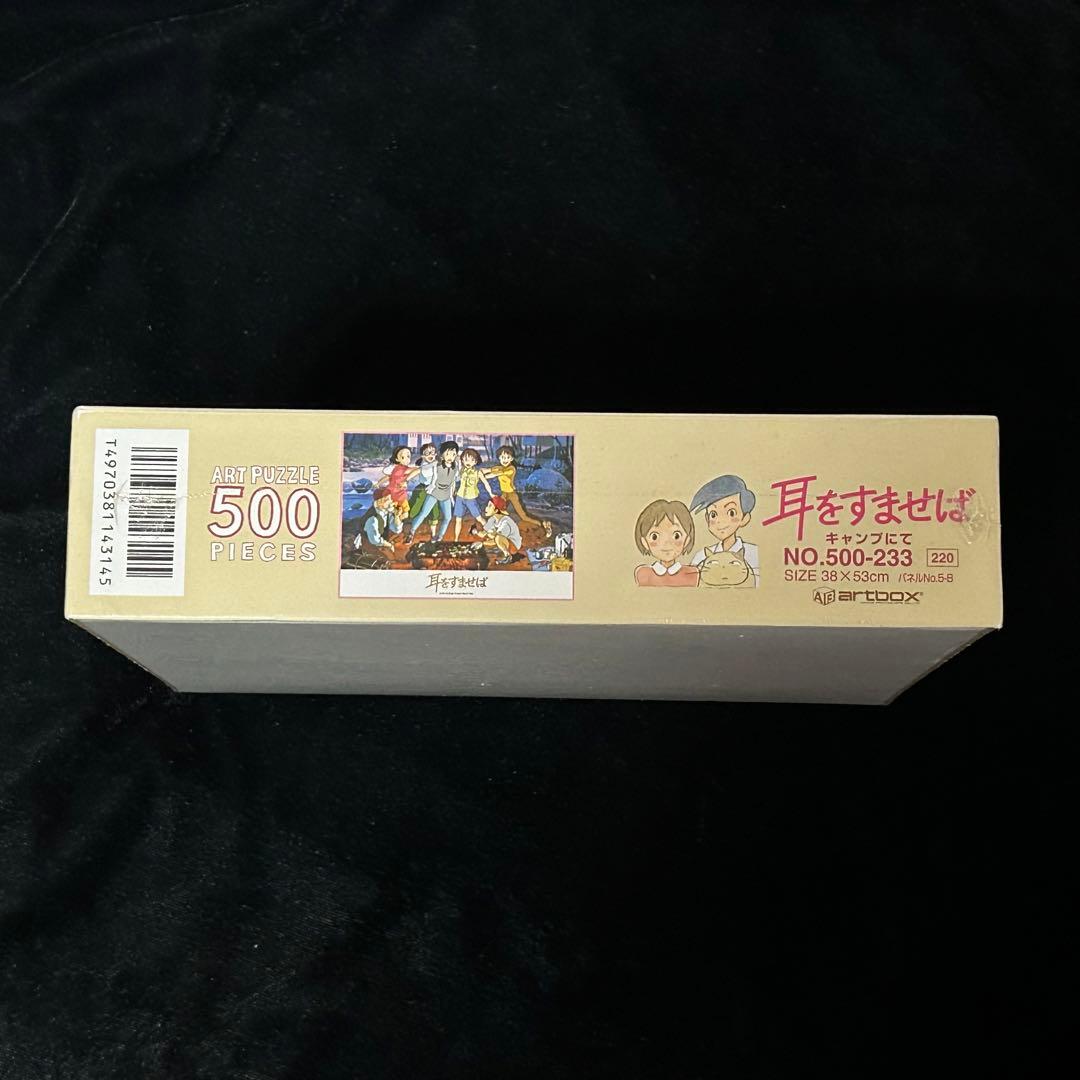 T4970381143145
ART PUZZLE
500
PIECES
耳をすませば
耳をすませば
キャンプにて
NO.500-233 220
SIZE 38×53cm パネルNo.5-B
artbox